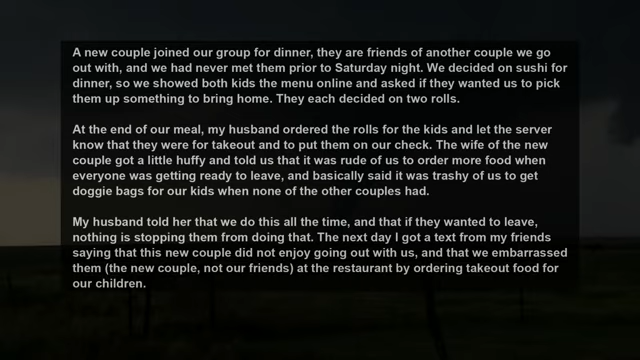 A new couple joined our group for dinner, they are friends of another couple we go
out with, and we had never met them prior to Saturday night. We decided on sushi for
dinner, so we showed both kids the menu online and asked if they wanted us to pick
them up something to bring home. They each decided on two rolls.
At the end of our meal, my husband ordered the rolls for the kids and let the server
know that they were for takeout and to put them on our check. The wife of the new
couple got a little huffy and told us that it was rude of us to order more food when
everyone was getting ready to leave, and basically said it was trashy of us to get
doggie bags for our kids when none of the other couples had.
My husband told her that we do this all the time, and that if they wanted to leave,
nothing is stopping them from doing that. The next day I got a text from my friends
saying that this new couple did not enjoy going out with us, and that we embarrassed
them (the new couple, not our friends) at the restaurant by ordering takeout food for
our children.